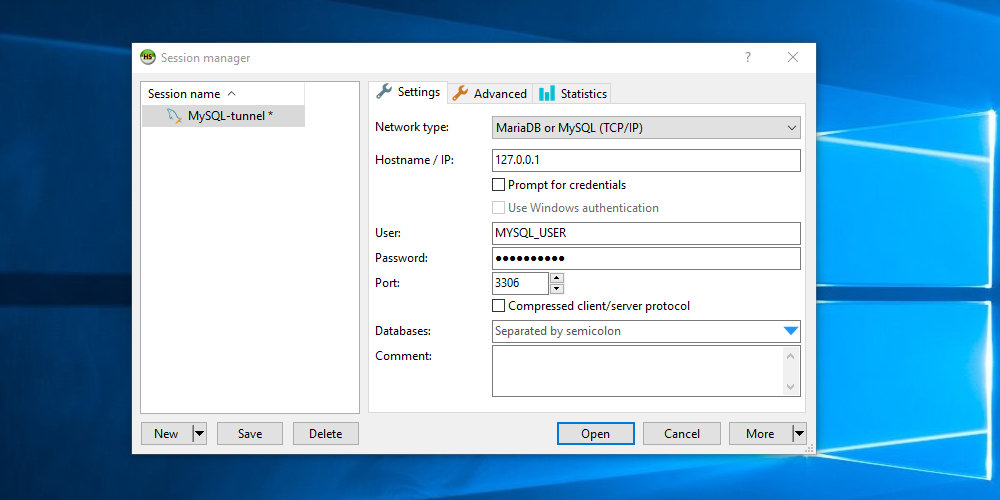 HS
Session manager
?
Session name
MySQL-tunnel *
Settings
Advanced
Statistics
Network type:
MariaDB or MySQL (TCP/IP)
Hostname / IP:
127.0.0.1
Prompt for credentials
Use Windows authentication
User:
MYSQL_USER
Password:
●●●●●●●●●●
Port:
3306
Compressed client/server protocol
Databases:
Separated by semicolon
Comment:
New
Save
Delete
Open
Cancel
More